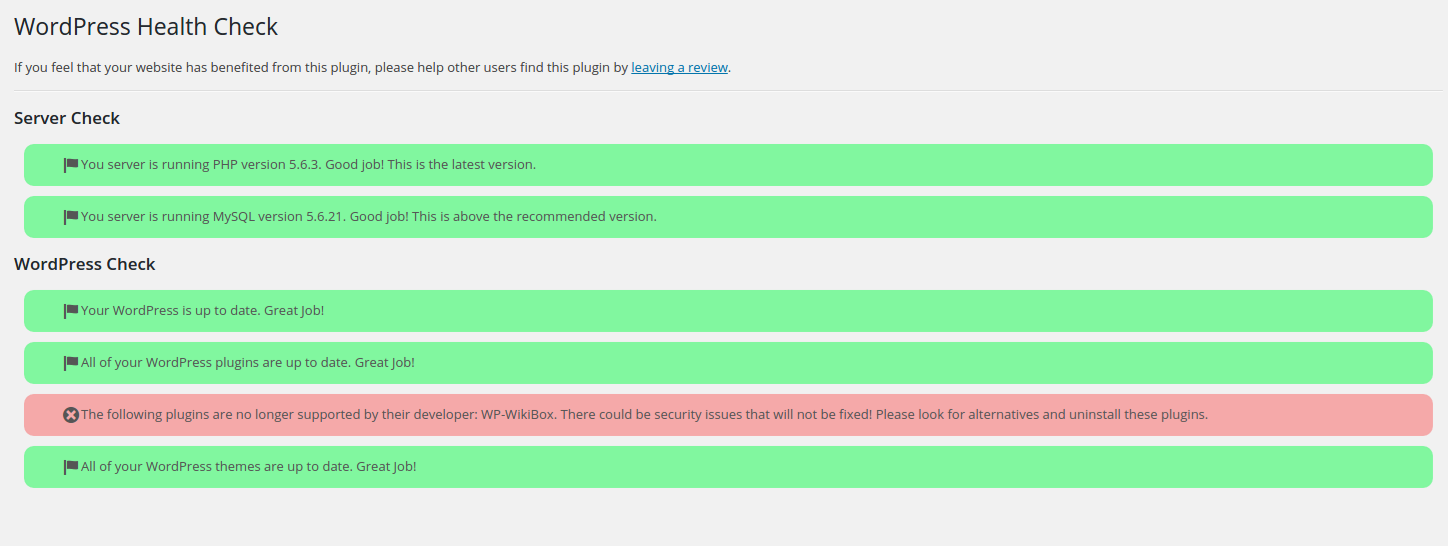 WordPress Health Check
If you feel that your website has benefited from this plugin, please help other users find this plugin by leaving a review.
Server Check
You server is running PHP version 5.6.3. Good job! This is the latest version.
You server is running MySQL version 5.6.21. Good job! This is above the recommended version.
WordPress Check
Your WordPress is up to date. Great Job!
All of your WordPress plugins are up to date. Great Job!
The following plugins are no longer supported by their developer: WP-WikiBox. There could be security issues that will not be fixed! Please look for alternatives and uninstall these plugins.
All of your WordPress themes are up to date. Great Job!